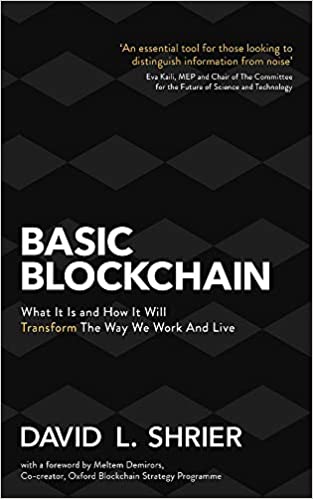 'An essential tool for those looking to
distinguish information from noise'
Eva Kaili, MEP and Chair of The Committee
for the Future of Science and Technology
BASIC
BLOCKCHAIN
What It Is and How It Will
Transform The Way We Work And Live
DAVID L. SHRIER
with a foreword by Meltem Demirors,
Co-creator, Oxford Blockchain Strategy Programme